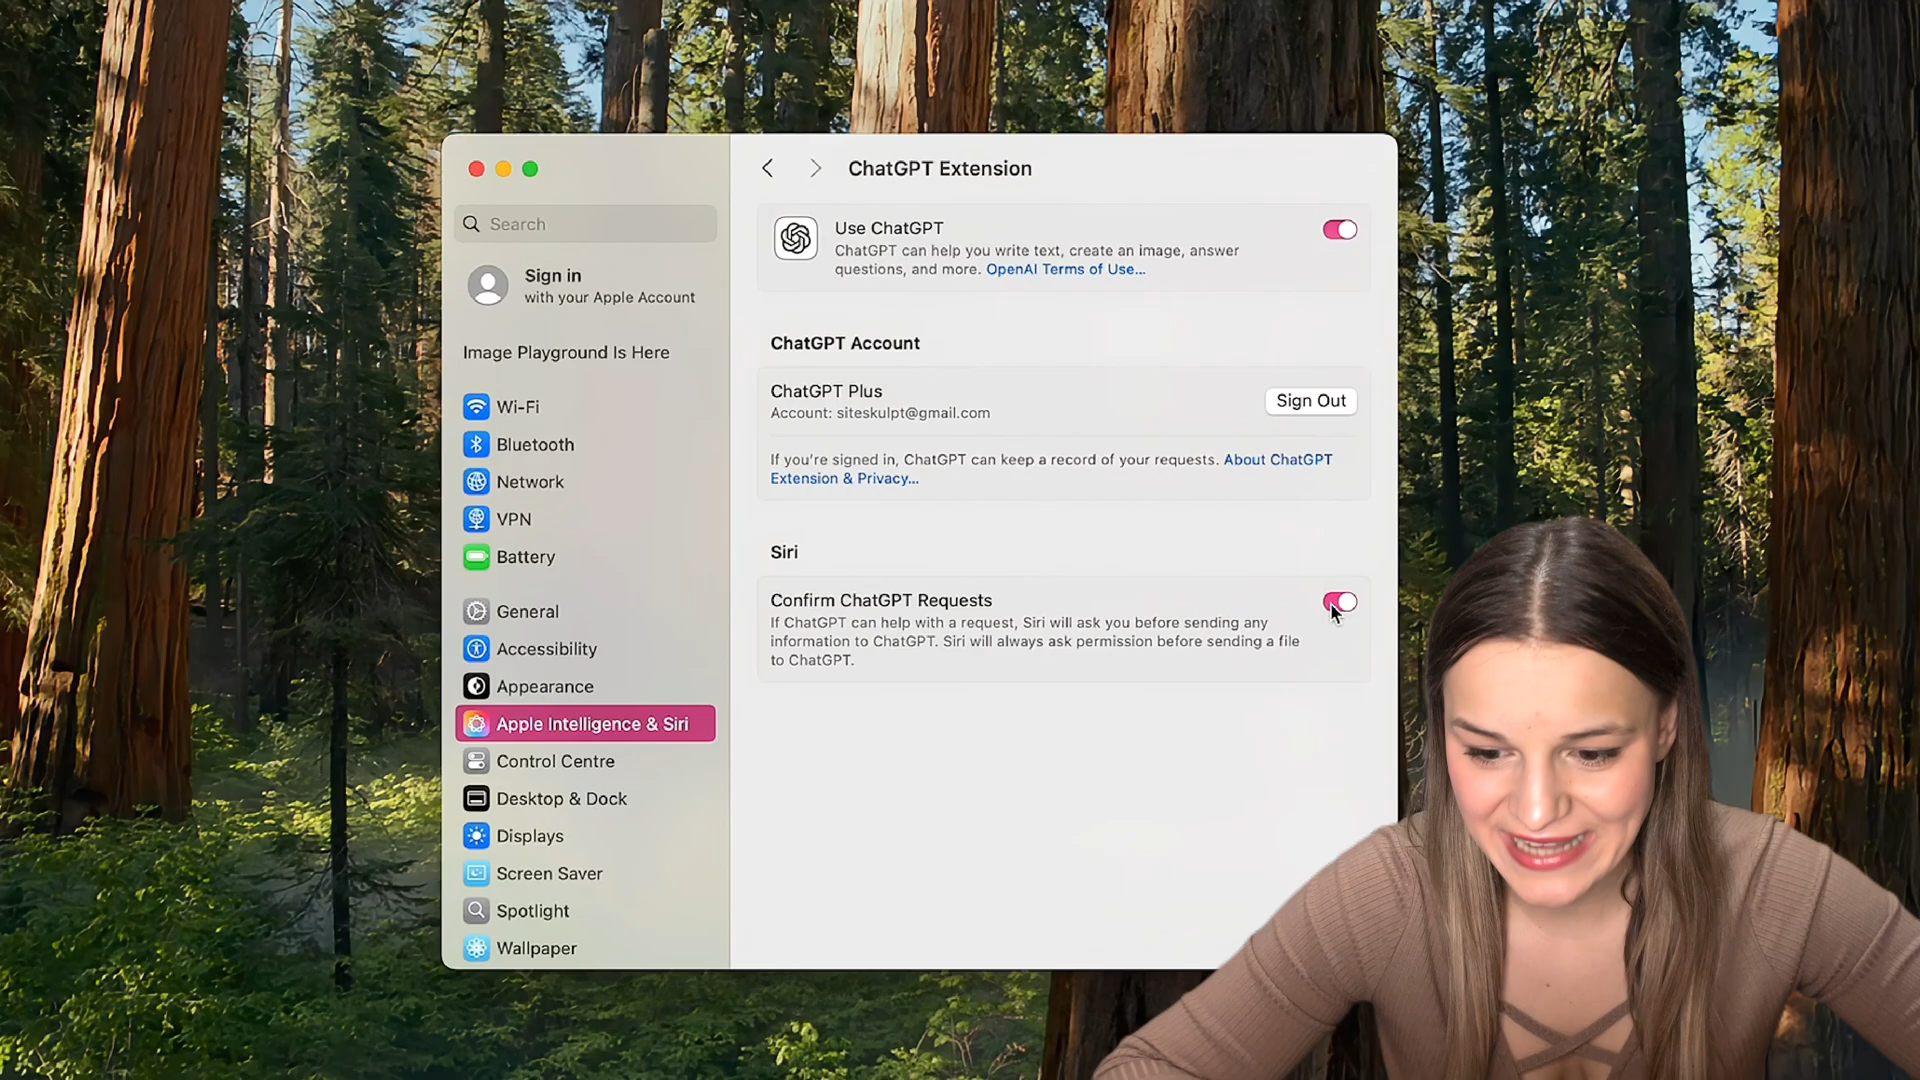 ChatGPT Extension
Search
Sign in
with your Apple Account
Image Playground Is Here
Wi-Fi
Bluetooth
Network
VPN
Battery
General
Accessibility
Appearance
Apple Intelligence & Siri
Control Centre
Desktop & Dock
Displays
Screen Saver
Spotlight
Wallpaper
Use ChatGPT
ChatGPT can help you write text, create an image, answer
questions, and more. OpenAI Terms of Use...
ChatGPT Account
ChatGPT Plus
Account: siteskulpt@gmail.com
Sign Out
If you're signed in, ChatGPT can keep a record of your requests. About ChatGPT
Extension & Privacy...
Siri
Confirm ChatGPT Requests
If ChatGPT can help with a request, Siri will ask you before sending any
information to ChatGPT. Siri will always ask permission before sending a file
to ChatGPT.